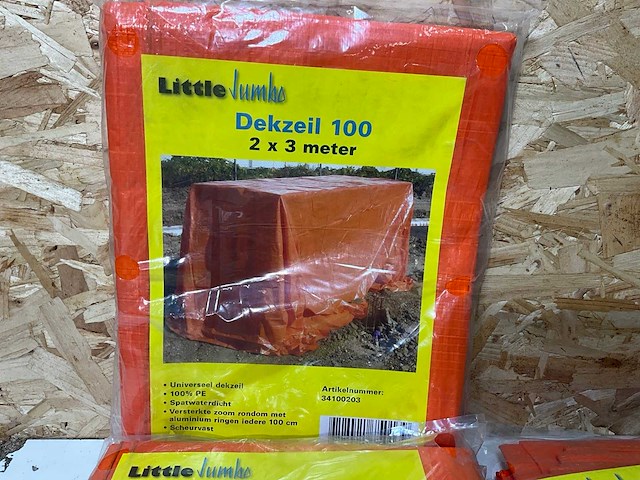 Little Jumbo
Dekzeil 100
2 x 3 meter
• Universeel dekzeil
• 100% PE
• Spatwaterdicht
• Versterkte zoom rondom met
aluminium ringen iedere 100 cm
• Scheurvast
Artikelnummer:
34100203
Little Jumbo